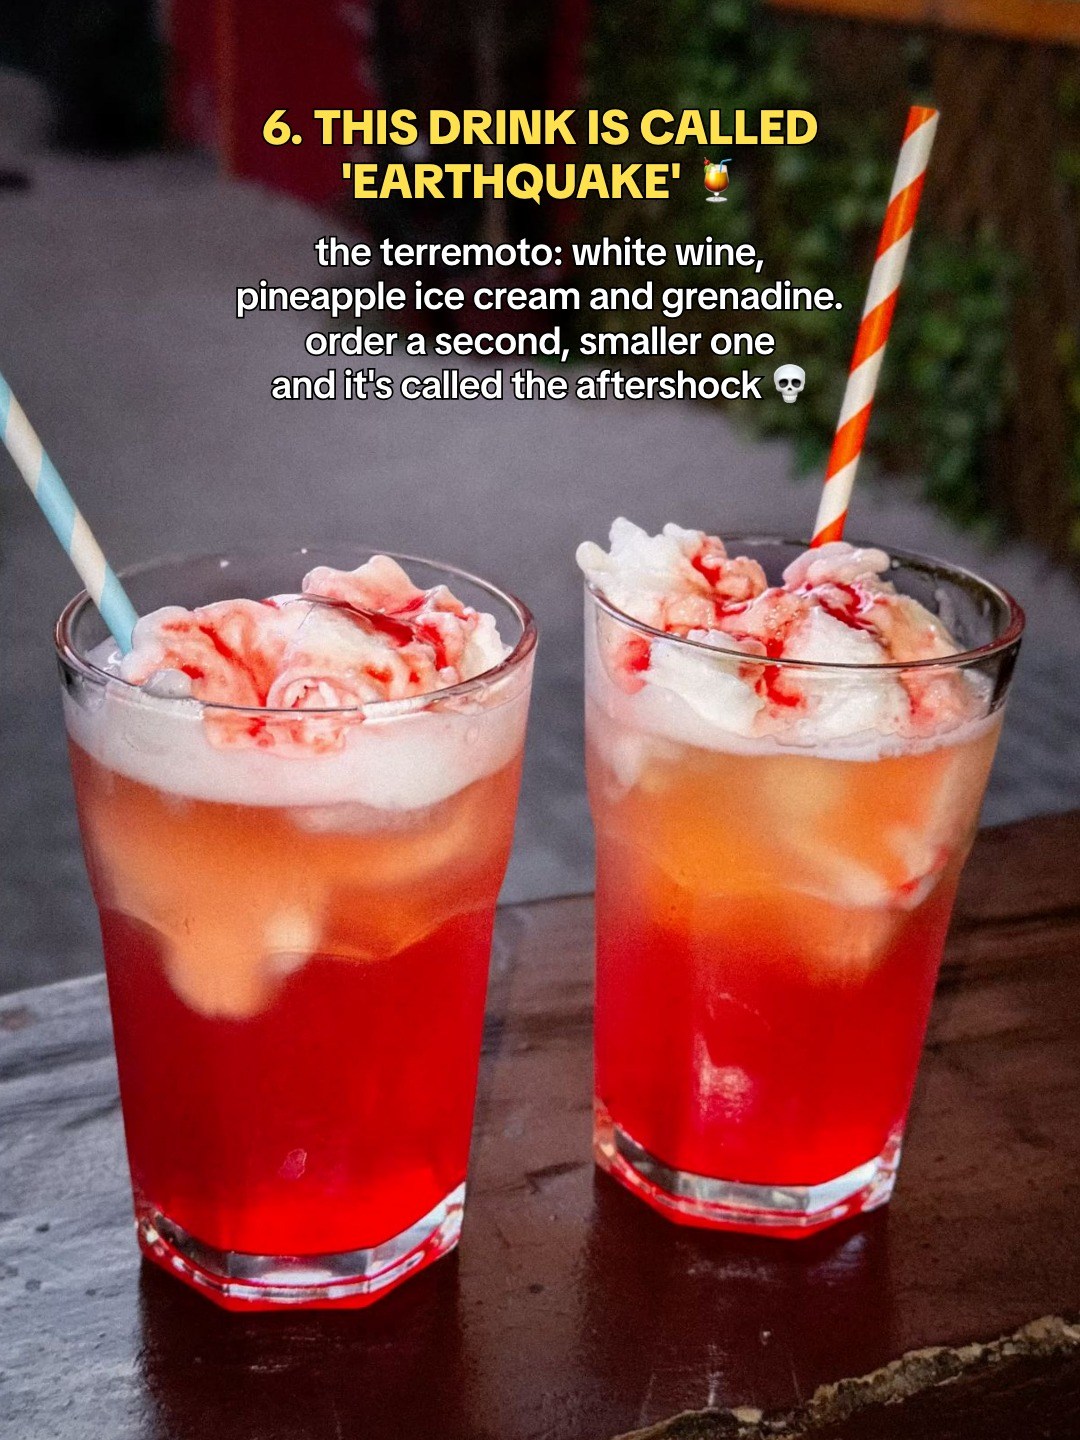 6. THIS DRINK IS CALLED
'EARTHQUAKE' 🍹
the terremoto: white wine,
pineapple ice cream and grenadine.
order a second, smaller one
and it's called the aftershock 💀